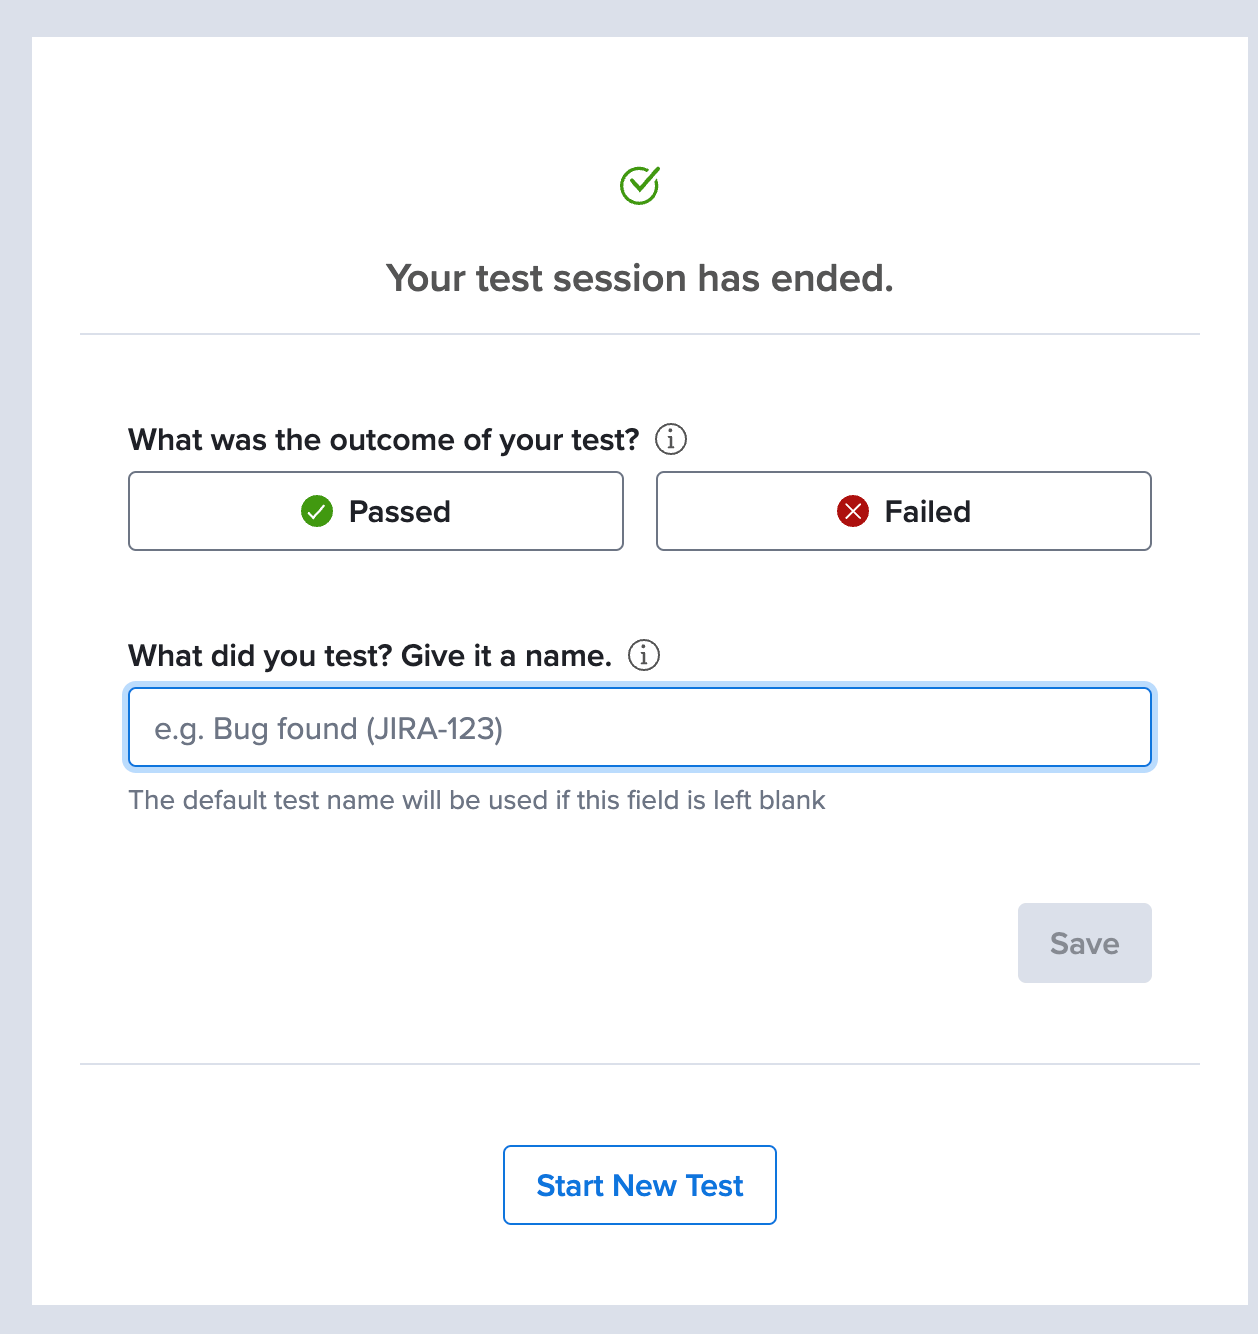 Your test session has ended.
What was the outcome of your test?
Passed
Failed
What did you test? Give it a name.
e.g. Bug found (JIRA-123)
The default test name will be used if this field is left blank
Save
Start New Test